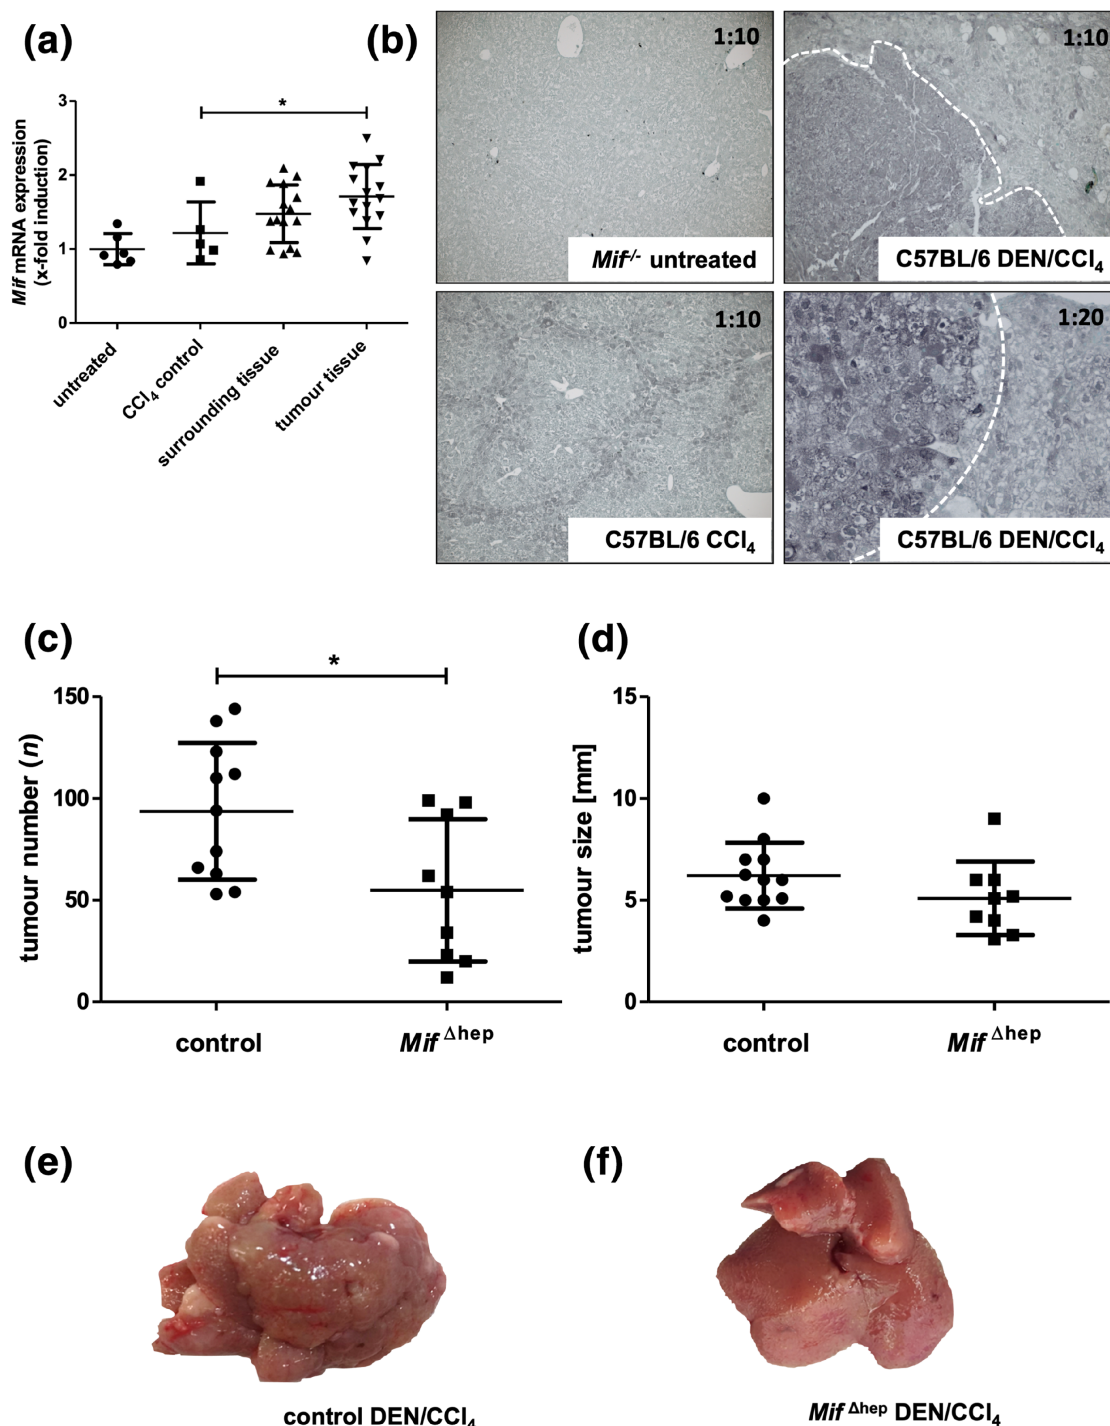 (a)
3
2
1
0
Mif mRNA expression
(x-fold induction)
*
untreated
CCl₄ control
surrounding tissue
tumour tissue
(b)
1:10
Mif-/- untreated
1:10
C57BL/6 DEN/CCl₄
1:10
C57BL/6 CCl₄
1:20
C57BL/6 DEN/CCl₄
(c)
*
150
100
50
0
tumour number (n)
control
Mif Δhep
(d)
15
10
5
0
tumour size [mm]
control
Mif Δhep
(e)
control DEN/CCl₄
(f)
Mif Δhep DEN/CCl₄